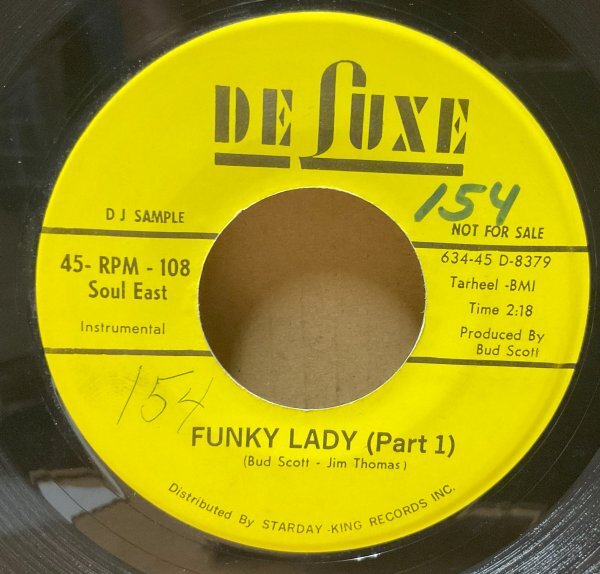 DE LUXE
154
D J SAMPLE
NOT FOR SALE
45- RPM - 108
Soul East
Instrumental
634-45 D-8379
Tarheel -BMI
Time 2:18
Produced By
Bud Scott
154
FUNKY LADY (Part 1)
(Bud Scott - Jim Thomas)
Distributed By STARDAY-KING RECORDS INC.